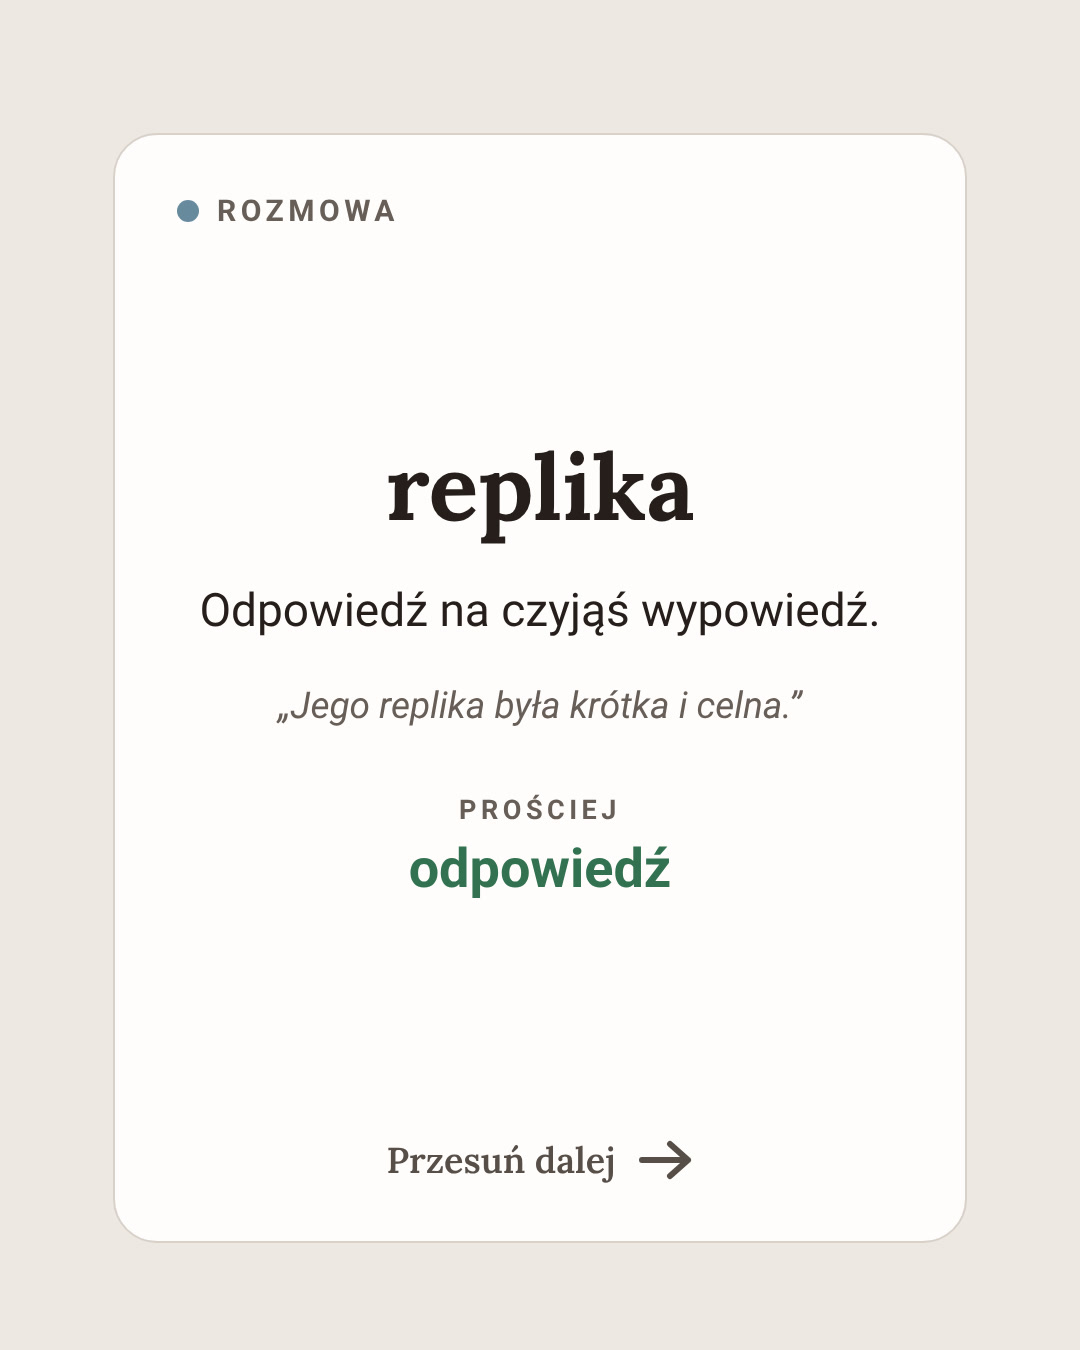 ROZMOWA
replika
Odpowiedź na czyjąś wypowiedź.
„Jego replika była krótka i celna.”
PROŚCIEJ
odpowiedź
Przesuń dalej →